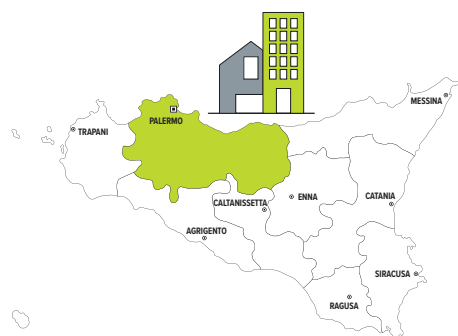 MESSINA
PALERMO
TRAPANI
ENNA
CATANIA
CALTANISSETTA
AGRIGENTO
SIRACUSA
RAGUSA